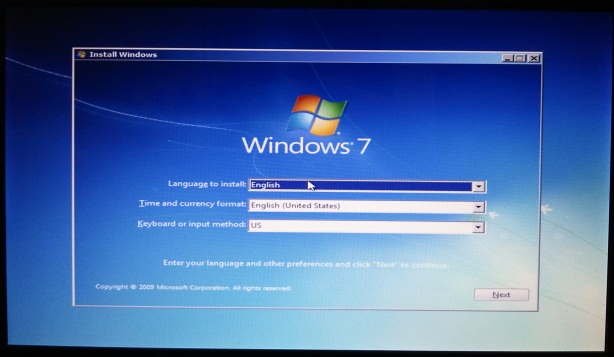 Install Windows
Windows 7
Language to install: English
Time and currency format: English (United States)
Keyboard or input method: US
Enter your language and other preferences and click "Next" to continue.
Copyright © 2009 Microsoft Corporation. All rights reserved.
Next